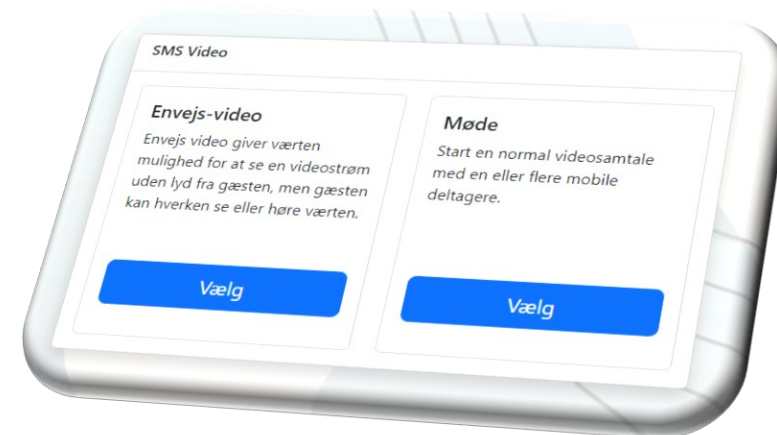 SMS Video
Envejs-video
Envejs video giver værten
mulighed for at se en videostrøm
uden lyd fra gæsten, men gæsten
kan hverken se eller høre værten.
Vælg
Møde
Start en normal videosamtale
med en eller flere mobile
deltagere.
Vælg